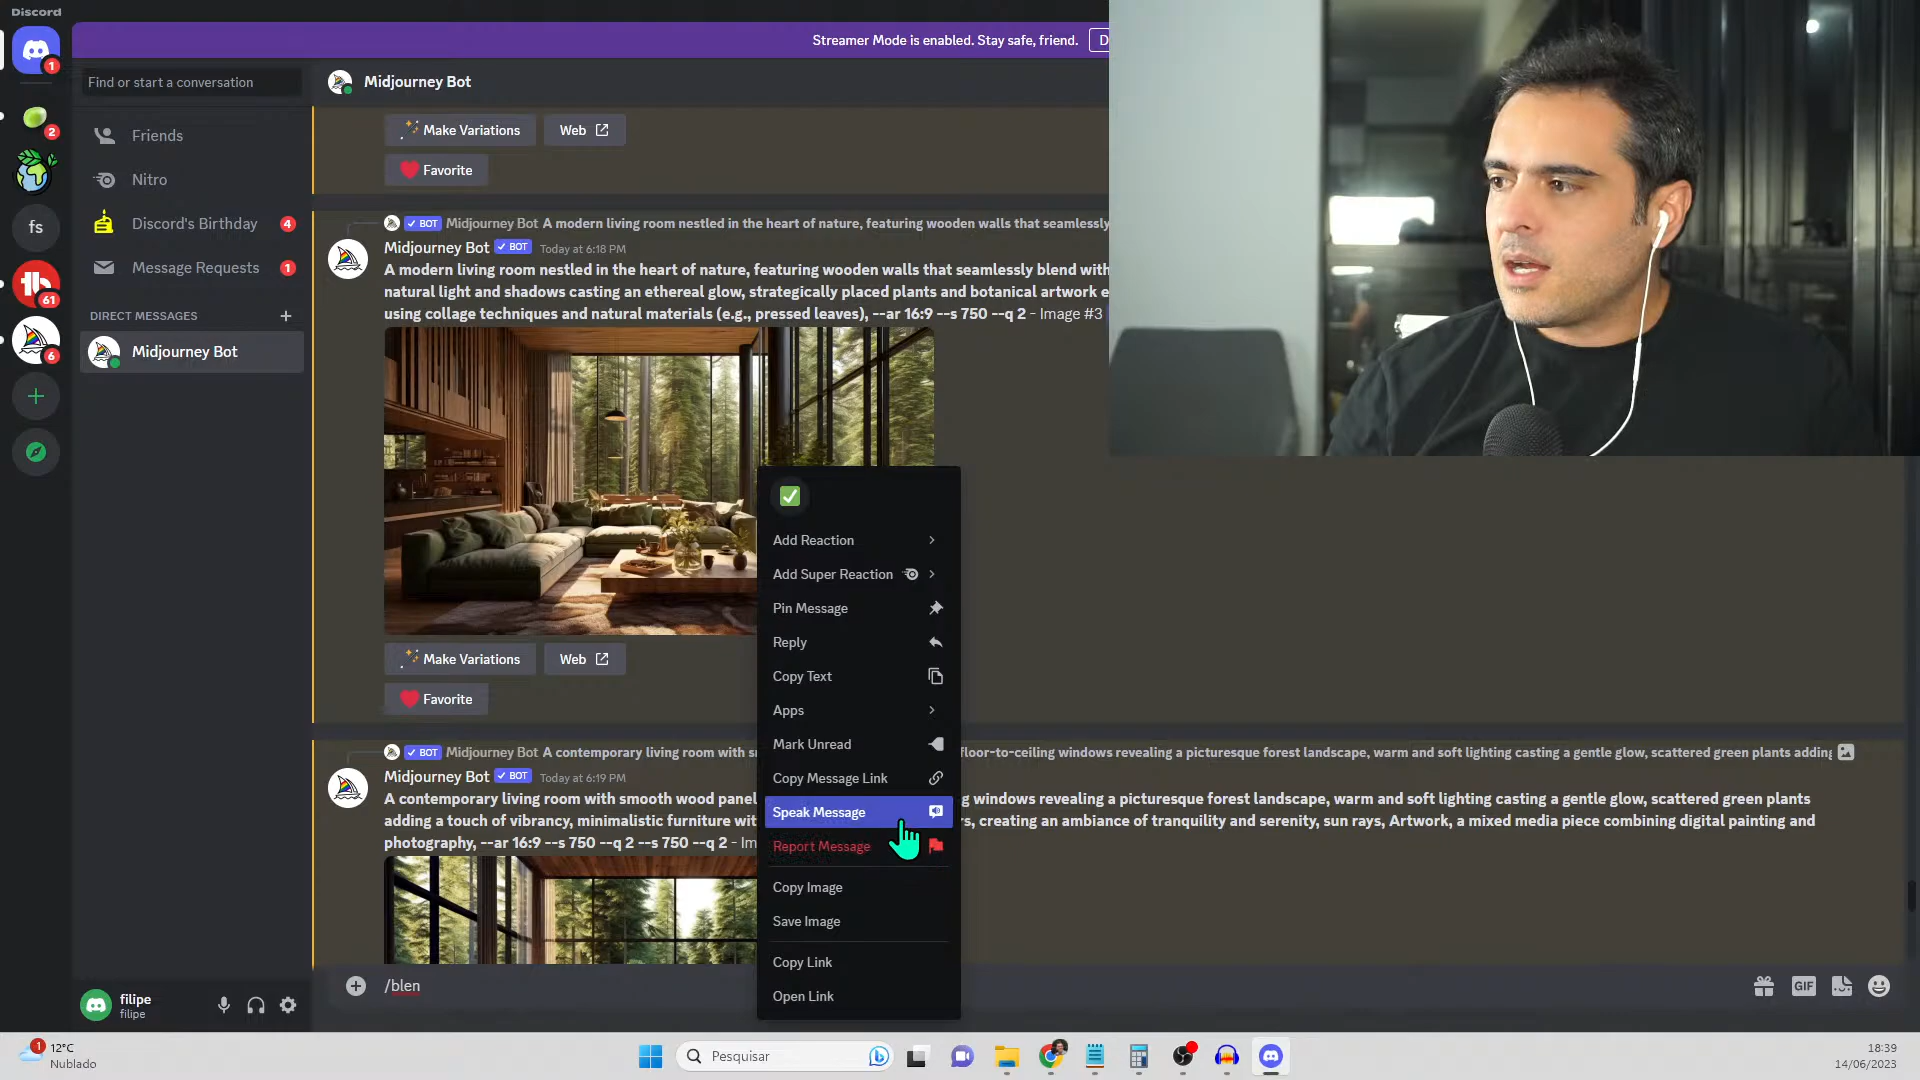 Discord
Streamer Mode is enabled. Stay safe, friend.
D
1
Find or start a conversation
Midjourney Bot
2
fs
61
6
Friends
Nitro
Discord's Birthday
4
Message Requests
1
DIRECT MESSAGES
Midjourney Bot
Make Variations
Web
Favorite
BOT Midjourney Bot A modern living room nestled in the heart of nature, featuring wooden walls that seamlessly
Midjourney Bot BOT Today at 6:18 PM
A modern living room nestled in the heart of nature, featuring wooden walls that seamlessly blend with
natural light and shadows casting an ethereal glow, strategically placed plants and botanical artwork e
using collage techniques and natural materials (e.g., pressed leaves), --ar 16:9 --s 750 --q 2 - Image #3
Make Variations
Web
Favorite
BOT Midjourney Bot A contemporary living room with s
floor-to-ceiling windows revealing a picturesque forest landscape, warm and soft lighting casting a gentle glow, scattered green plants adding
Midjourney Bot BOT Today at 6:19 PM
A contemporary living room with smooth wood panel
g windows revealing a picturesque forest landscape, warm and soft lighting casting a gentle glow, scattered green plants
adding a touch of vibrancy, minimalistic furniture wit
s, creating an ambiance of tranquility and serenity, sun rays, Artwork, a mixed media piece combining digital painting and
photography, --ar 16:9 --s 750 --q 2 --s 750 --q 2 - Im
Add Reaction
Add Super Reaction
Pin Message
Reply
Copy Text
Apps
Mark Unread
Copy Message Link
Speak Message
Report Message
Copy Image
Save Image
Copy Link
Open Link
/blen
GIF
filipe
filipe
1
12°C
Nublado
Pesquisar
18:39
14/06/2023